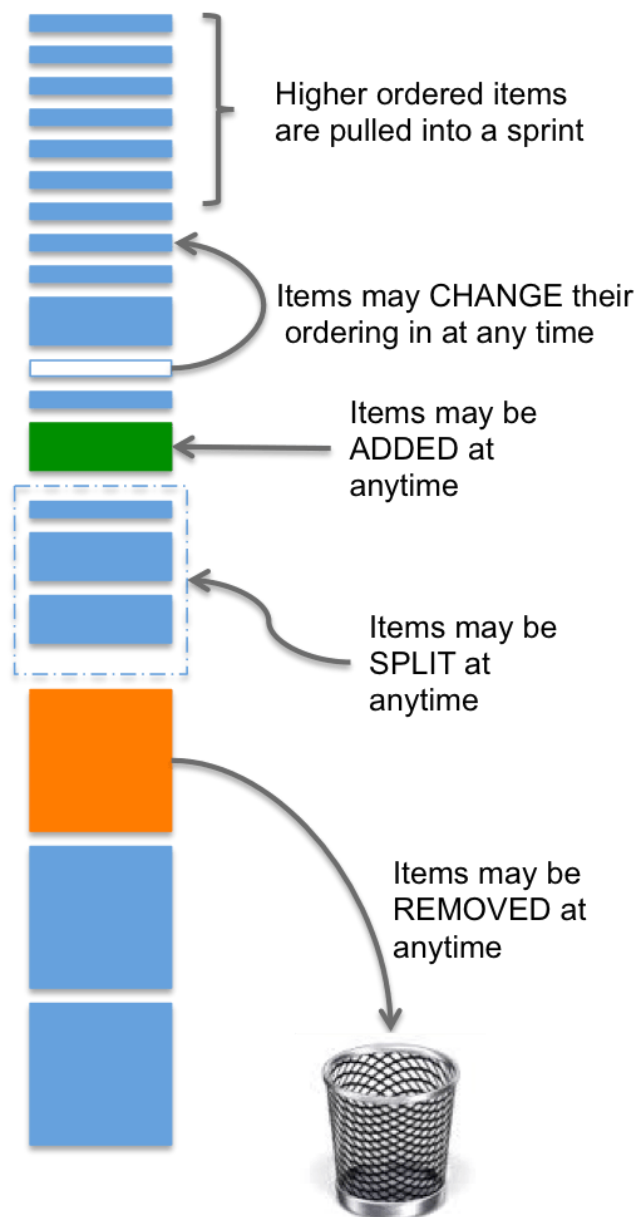 Higher ordered items
are pulled into a sprint
Items may CHANGE their
ordering in at any time
Items may be
ADDED at
anytime
Items may be
SPLIT at
anytime
Items may be
REMOVED at
anytime